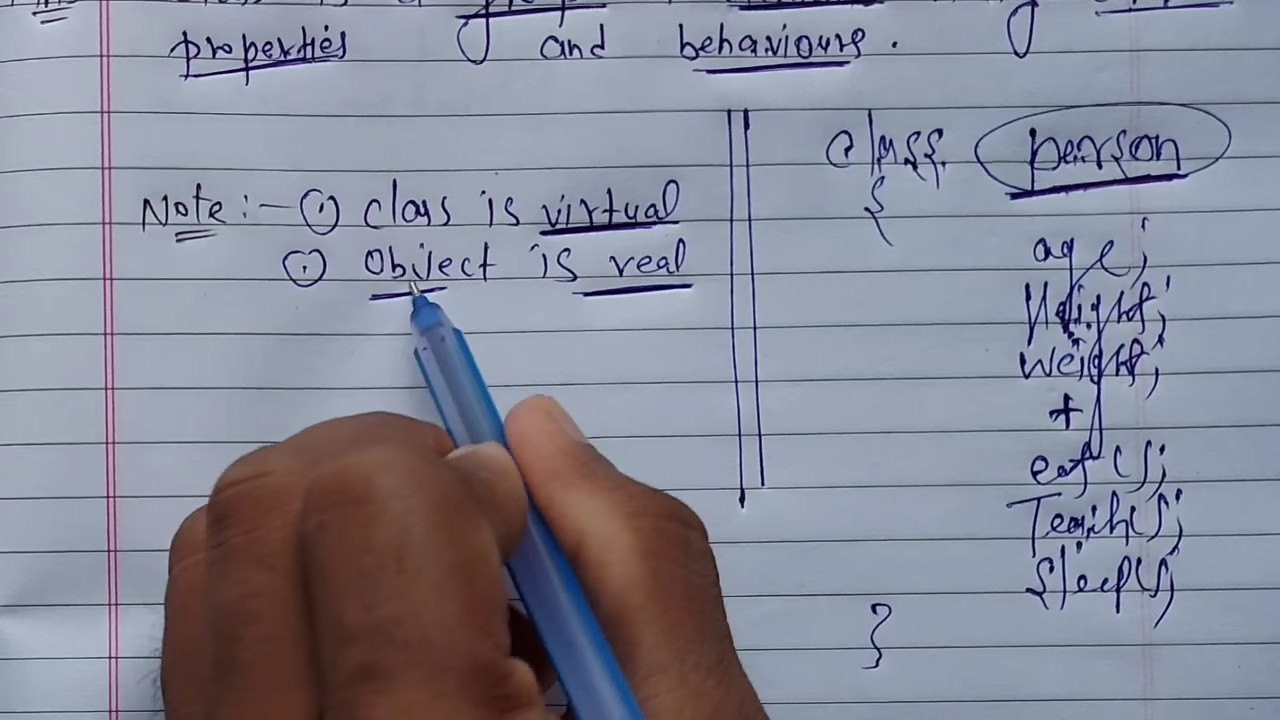 properties and behaviours.
Note :- ① class is virtual
① Object is real
class person
{
age;
Height;
Weight;
+
eat();
Teach();
Sleep();
}